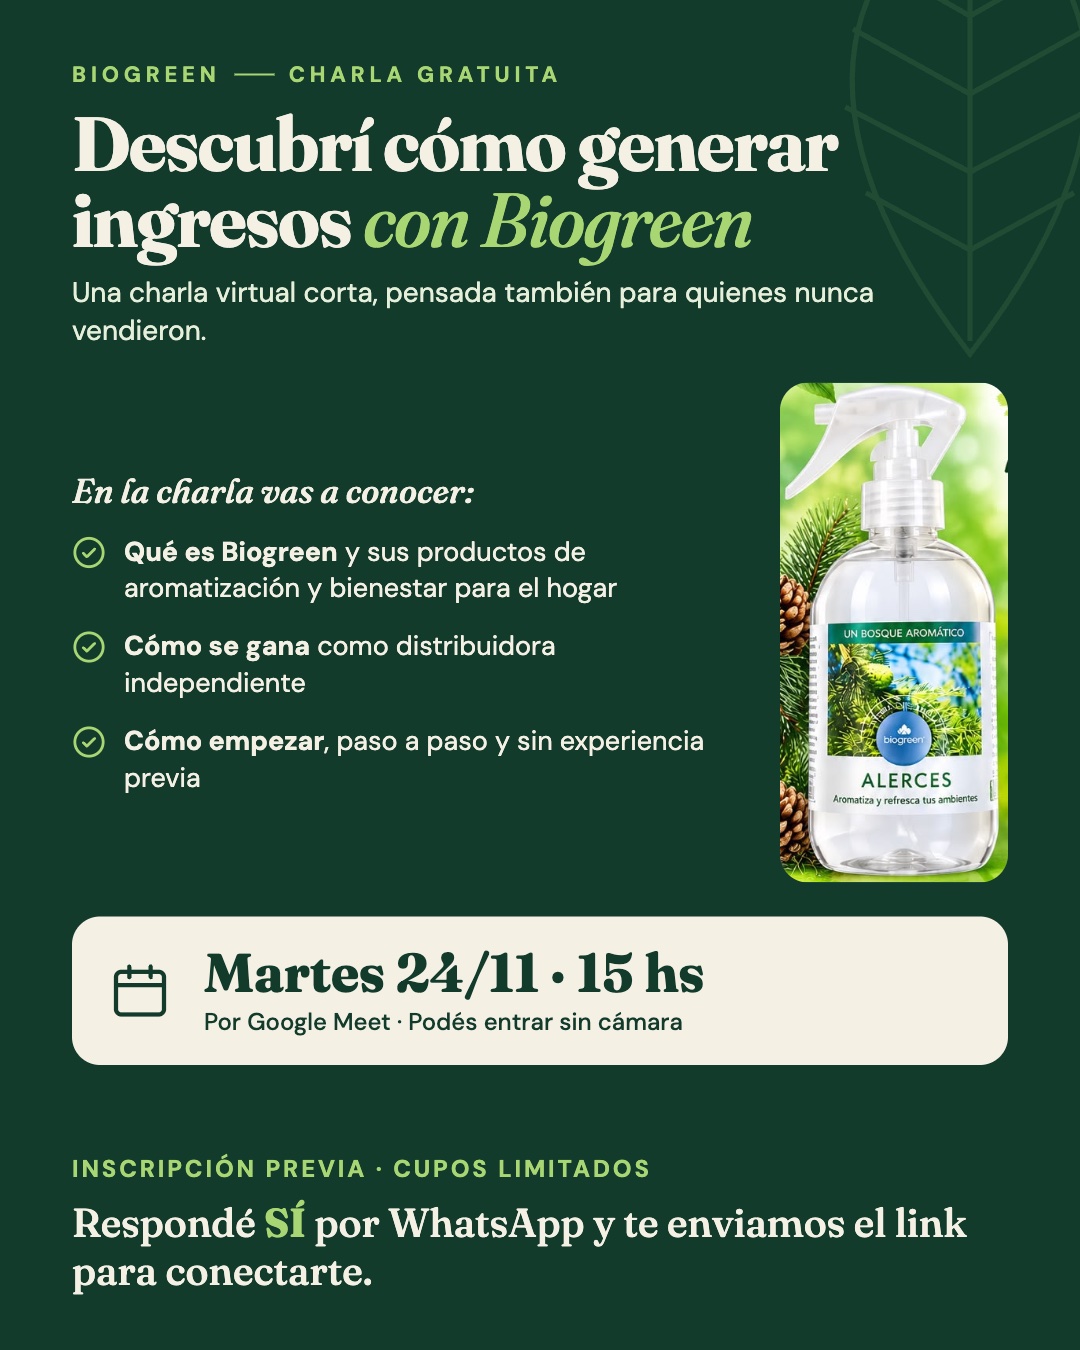 BIOGREEN — CHARLA GRATUITA
Descubrí cómo generar
ingresos con Biogreen
Una charla virtual corta, pensada también para quienes nunca
vendieron.
En la charla vas a conocer:
Qué es Biogreen y sus productos de
aromatización y bienestar para el hogar
Cómo se gana como distribuidora
independiente
Cómo empezar, paso a paso y sin experiencia
previa
UN BOSQUE AROMÁTICO
biogreen
ALERCES
Aromatiza y refresca tus ambientes
Martes 24/11 · 15 hs
Por Google Meet · Podés entrar sin cámara
INSCRIPCIÓN PREVIA · CUPOS LIMITADOS
Respondé SÍ por WhatsApp y te enviamos el link
para conectarte.